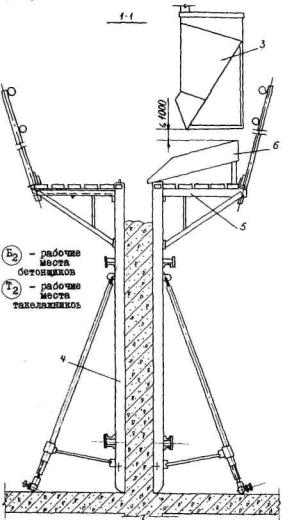 1-1
3
≤1000
6
5
Б2 - рабочие
места
бетонщиков
Т2 - рабочие
места
такелажников
4